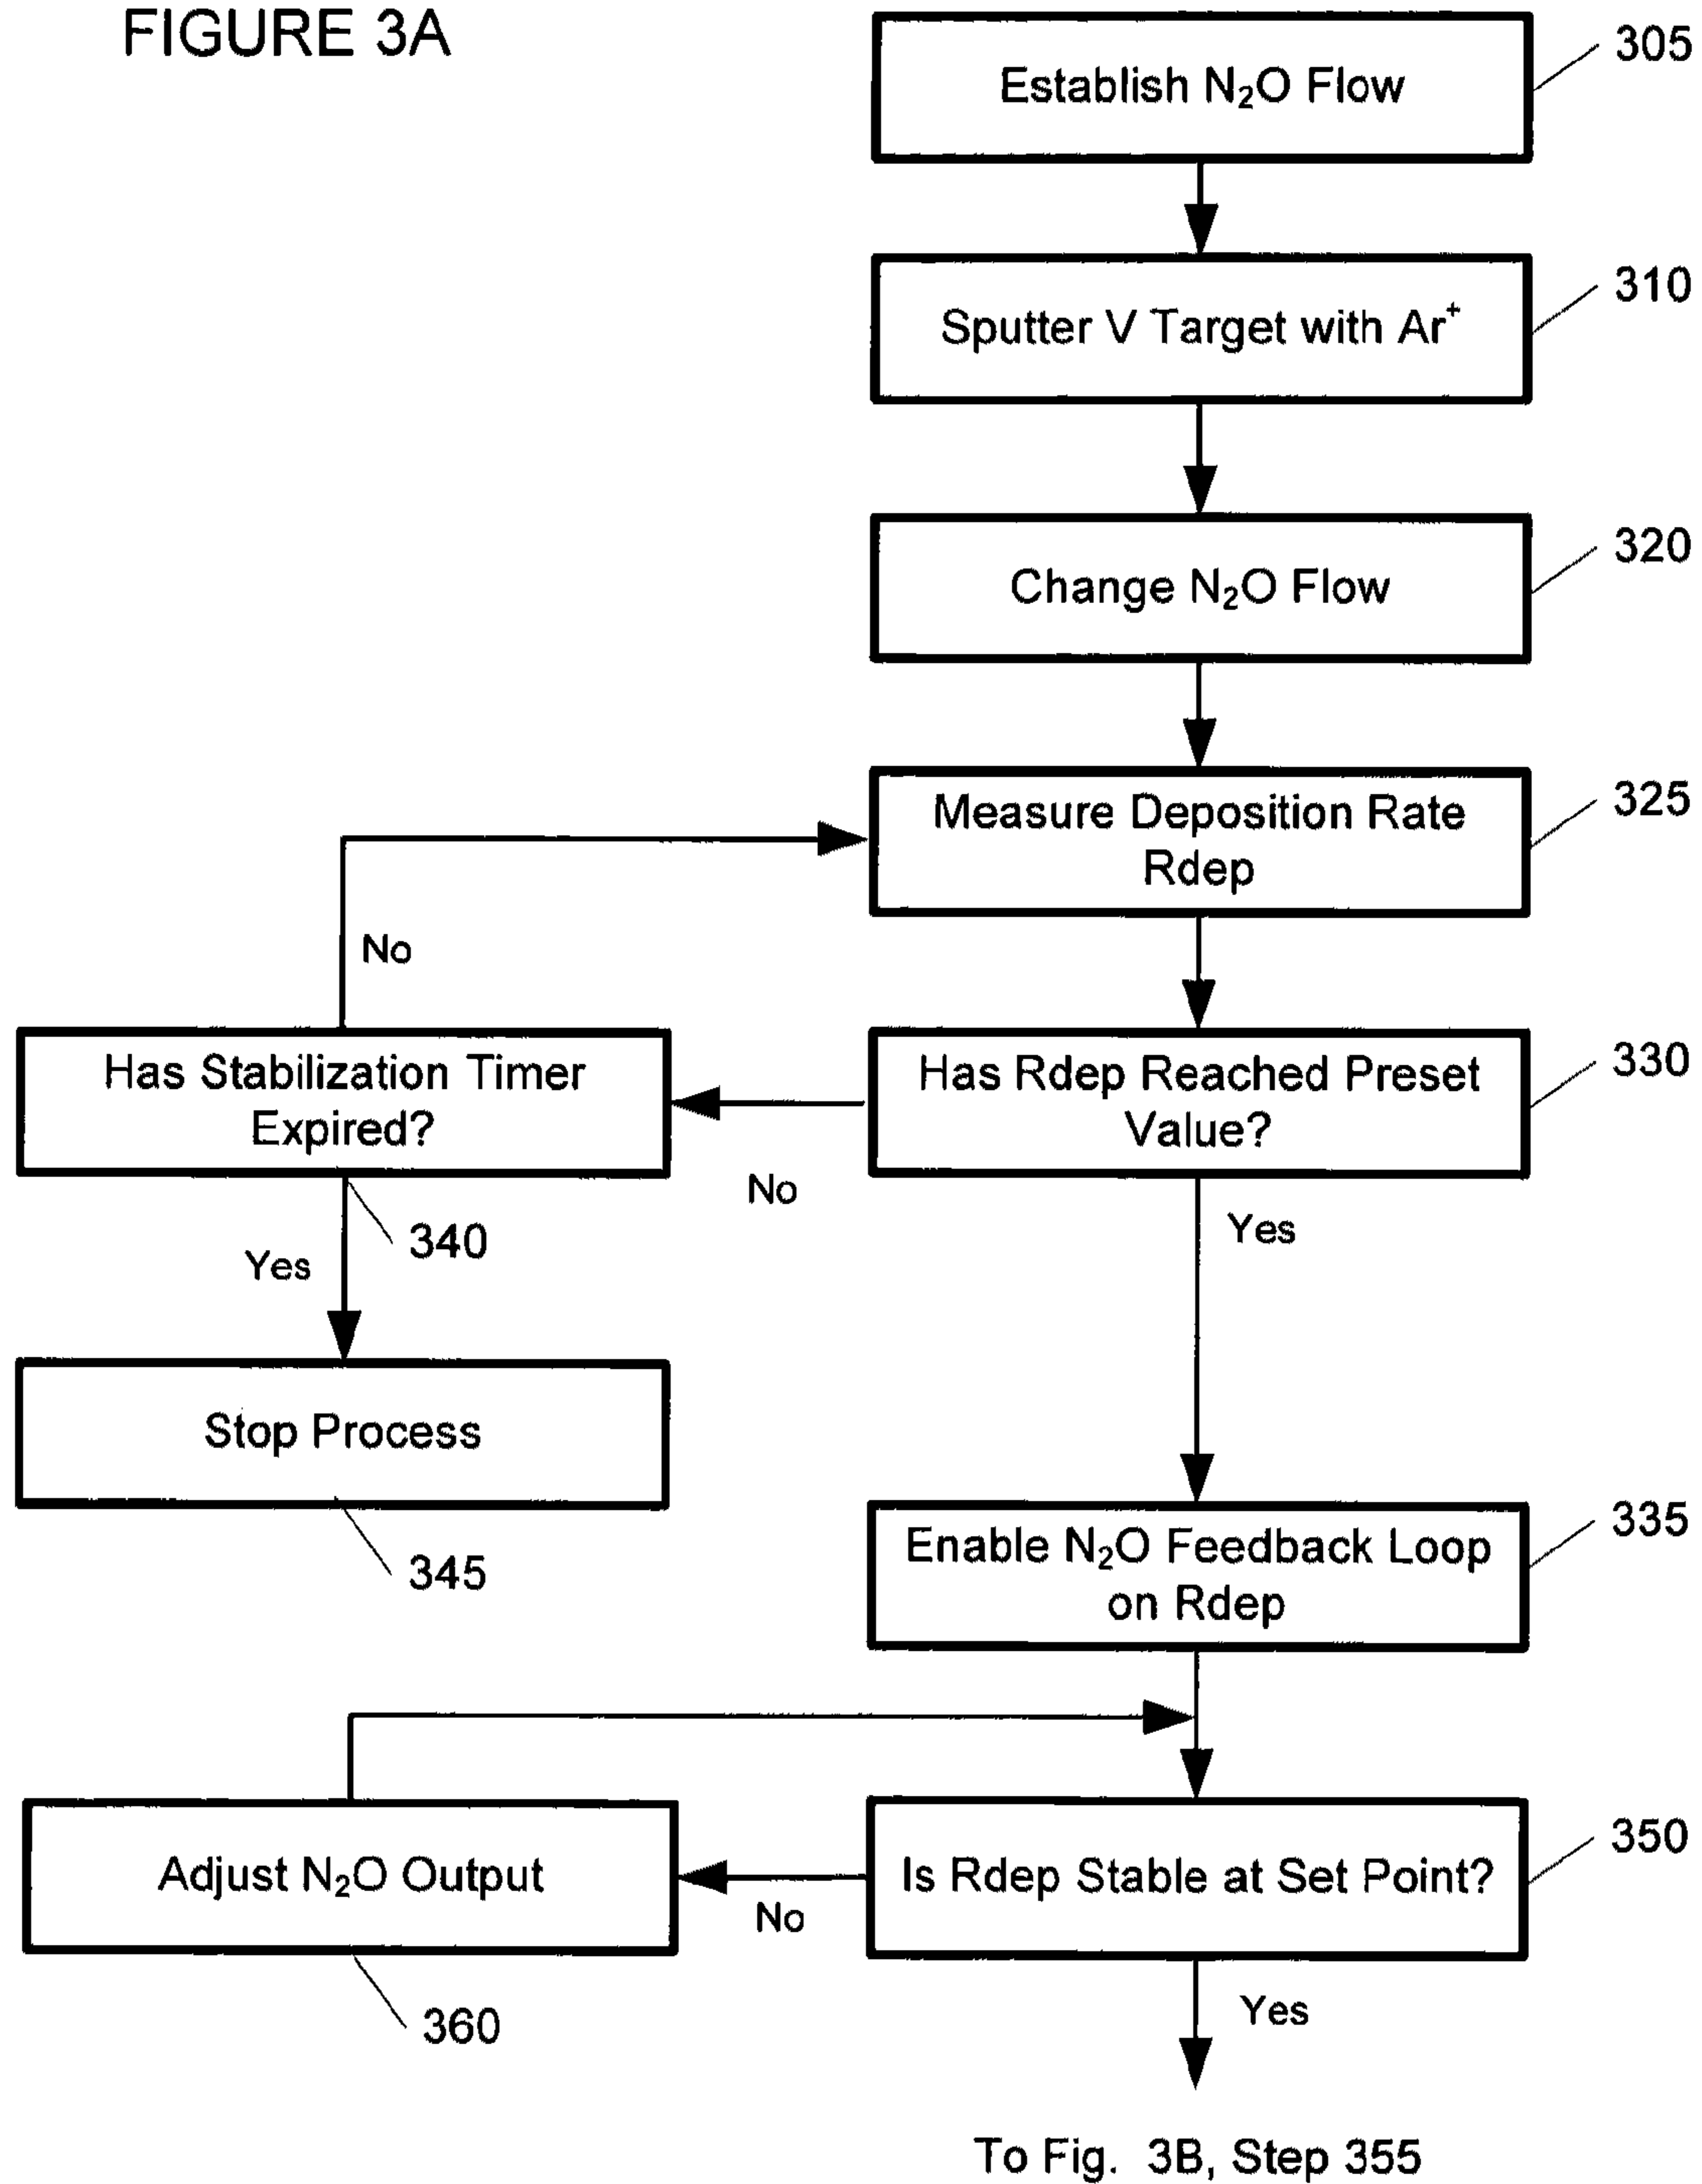 FIGURE 3A
305
Establish N₂O Flow
310
Sputter V Target with Ar⁺
320
Change N₂O Flow
325
Measure Deposition Rate
Rdep
No
330
Has Stabilization Timer
Expired?
Has Rdep Reached Preset
Value?
No
340
Yes
Yes
Stop Process
345
335
Enable N₂O Feedback Loop
on Rdep
350
Adjust N₂O Output
Is Rdep Stable at Set Point?
No
360
Yes
To Fig. 3B, Step 355